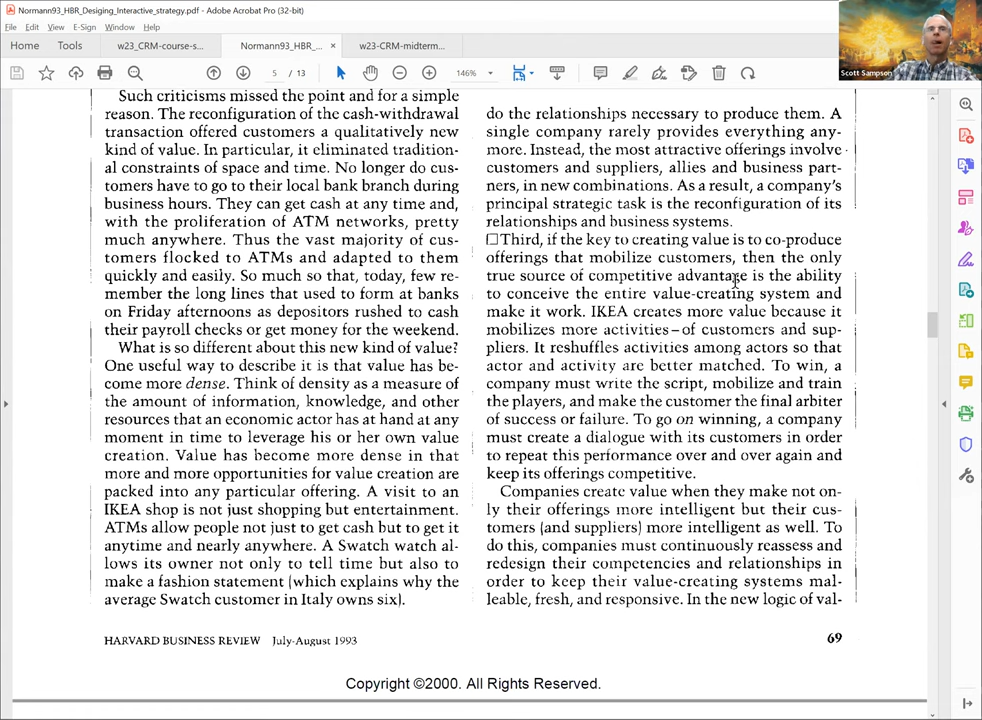 Normann93_HBR_Desiging_Interactive_strategy.pdf - Adobe Acrobat Pro (32-bit)
File Edit View E-Sign Window Help
Home Tools w23_CRM-course-s... Normann93_HBR_... × w23-CRM-midterm...
5 / 13 146%
Scott Sampson
Such criticisms missed the point and for a simple
reason. The reconfiguration of the cash-withdrawal
transaction offered customers a qualitatively new
kind of value. In particular, it eliminated tradition-
al constraints of space and time. No longer do cus-
tomers have to go to their local bank branch during
business hours. They can get cash at any time and,
with the proliferation of ATM networks, pretty
much anywhere. Thus the vast majority of cus-
tomers flocked to ATMs and adapted to them
quickly and easily. So much so that, today, few re-
member the long lines that used to form at banks
on Friday afternoons as depositors rushed to cash
their payroll checks or get money for the weekend.
What is so different about this new kind of value?
One useful way to describe it is that value has be-
come more dense. Think of density as a measure of
the amount of information, knowledge, and other
resources that an economic actor has at hand at any
moment in time to leverage his or her own value
creation. Value has become more dense in that
more and more opportunities for value creation are
packed into any particular offering. A visit to an
IKEA shop is not just shopping but entertainment.
ATMs allow people not just to get cash but to get it
anytime and nearly anywhere. A Swatch watch al-
lows its owner not only to tell time but also to
make a fashion statement (which explains why the
average Swatch customer in Italy owns six).
do the relationships necessary to produce them. A
single company rarely provides everything any-
more. Instead, the most attractive offerings involve
customers and suppliers, allies and business part-
ners, in new combinations. As a result, a company's
principal strategic task is the reconfiguration of its
relationships and business systems.
□Third, if the key to creating value is to co-produce
offerings that mobilize customers, then the only
true source of competitive advantage is the ability
to conceive the entire value-creating system and
make it work. IKEA creates more value because it
mobilizes more activities–of customers and sup-
pliers. It reshuffles activities among actors so that
actor and activity are better matched. To win, a
company must write the script, mobilize and train
the players, and make the customer the final arbiter
of success or failure. To go on winning, a company
must create a dialogue with its customers in order
to repeat this performance over and over again and
keep its offerings competitive.
Companies create value when they make not on-
ly their offerings more intelligent but their cus-
tomers (and suppliers) more intelligent as well. To
do this, companies must continuously reassess and
redesign their competencies and relationships in
order to keep their value-creating systems mal-
leable, fresh, and responsive. In the new logic of val-
HARVARD BUSINESS REVIEW July-August 1993
69
Copyright ©2000. All Rights Reserved.